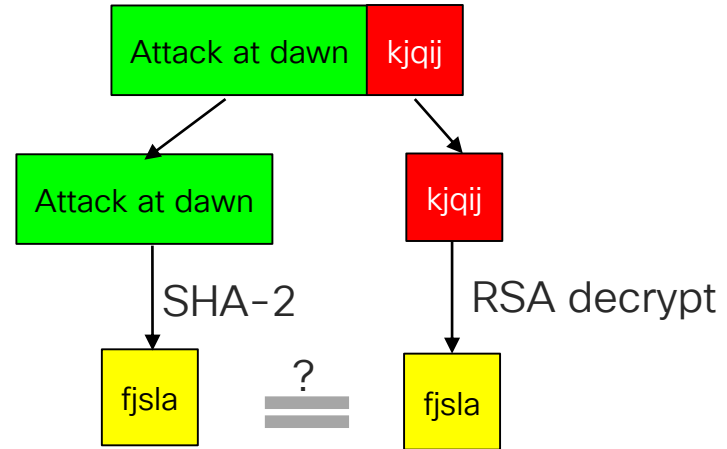 Attack at dawn kjqij
Attack at dawn
kjqij
SHA-2
RSA decrypt
fjsla
?
fjsla